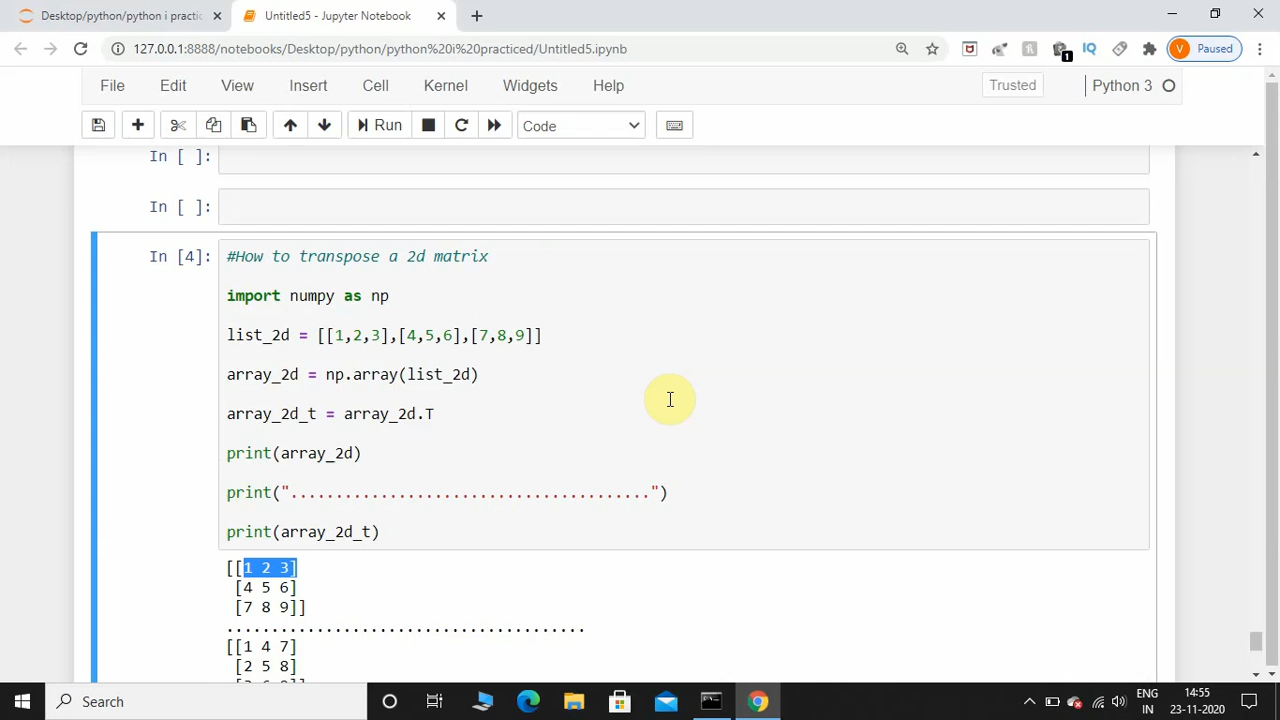 Desktop/python/python i practic
Untitled5 - Jupyter Notebook
127.0.0.1:8888/notebooks/Desktop/python/python%20i%20practiced/Untitled5.ipynb
1
IQ
V Paused
File Edit View Insert Cell Kernel Widgets Help
Trusted
Python 3
Run
Code
In [ ]:
In [ ]:
In [4]:
#How to transpose a 2d matrix
import numpy as np
list_2d = [[1,2,3],[4,5,6],[7,8,9]]
array_2d = np.array(list_2d)
array_2d_t = array_2d.T
print(array_2d)
print("........................................")
print(array_2d_t)
[[1 2 3]
[4 5 6]
[7 8 9]]
........................................
[[1 4 7]
[2 5 8]
Search
ENG
IN
14:55
23-11-2020